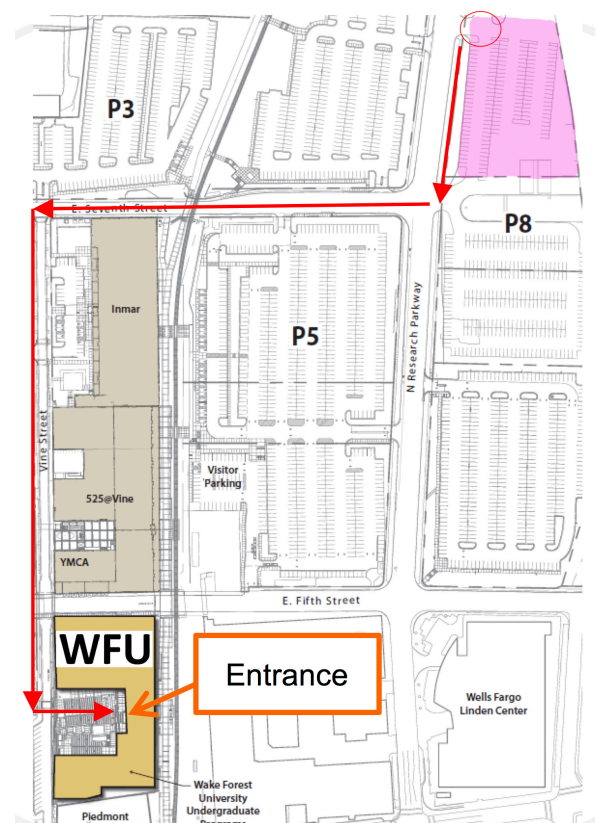 P3
E. Seventh Street
P8
Inmar
P5
N Research Parkway
Vine Street
Visitor
Parking
525@Vine
YMCA
E. Fifth Street
WFU
Entrance
Wells Fargo
Linden Center
Wake Forest
University
Undergraduate
Piedmont